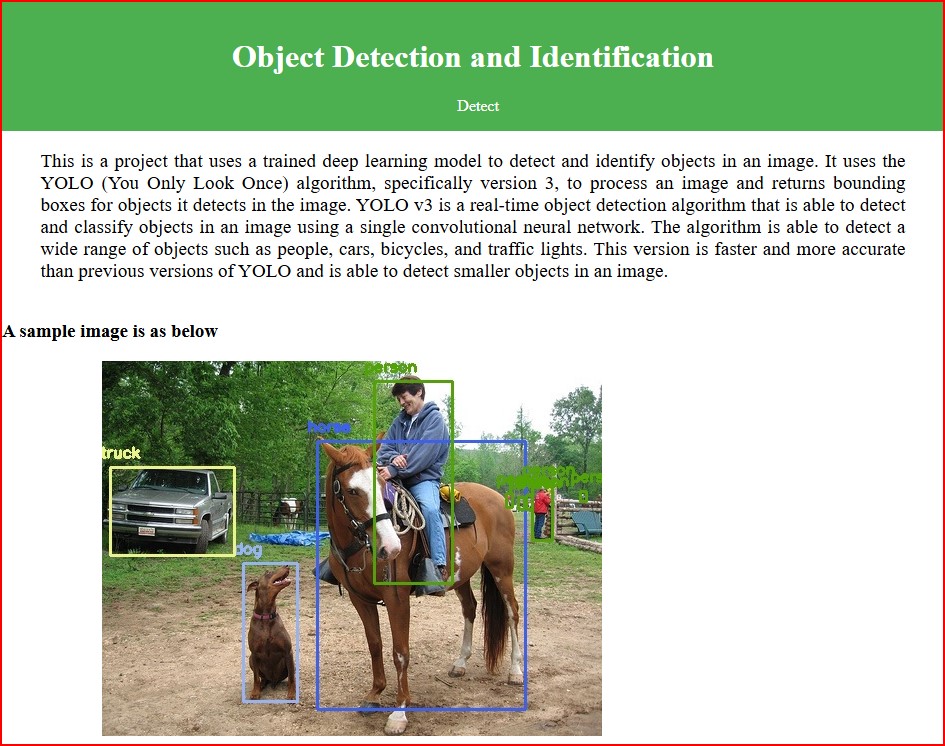 Object Detection and Identification
Detect
This is a project that uses a trained deep learning model to detect and identify objects in an image. It uses the
YOLO (You Only Look Once) algorithm, specifically version 3, to process an image and returns bounding
boxes for objects it detects in the image. YOLO v3 is a real-time object detection algorithm that is able to detect
and classify objects in an image using a single convolutional neural network. The algorithm is able to detect a
wide range of objects such as people, cars, bicycles, and traffic lights. This version is faster and more accurate
than previous versions of YOLO and is able to detect smaller objects in an image.
A sample image is as below
person
horse
truck
dog